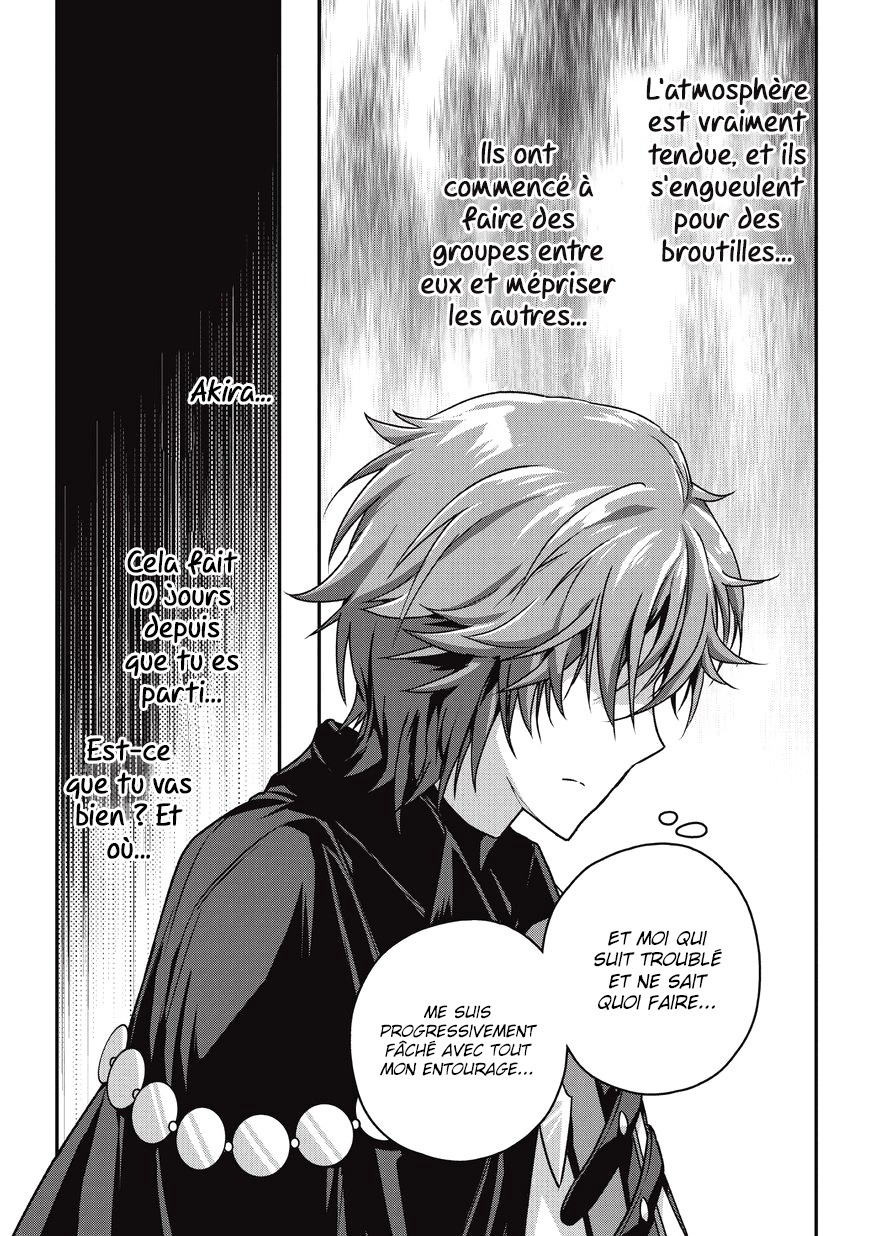 L'atmosphère
est vraiment
tendue, et ils
s'engueulent
pour des
broutilles...
Ils ont
commencé à
faire des
groupes entre
eux et mépriser
les autres...
ET MOI QUI
SUIT TROUBLÉ
ET NE SAIT
QUOI FAIRE...
ME SUIS
PROGRESSIVEMENT
FÂCHÉ AVEC TOUT
MON ENTOURAGE...
Akira...
Cela fait
10 jours
depuis
que tu es
parti...
Est-ce
que tu vas
bien ? Et
où...